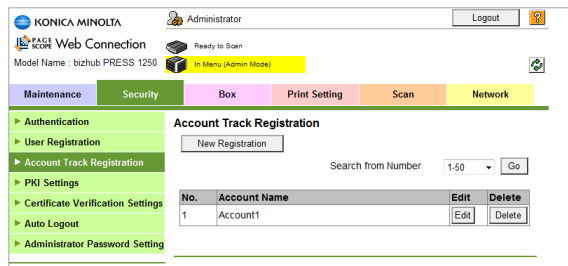 KONICA MINOLTA
Administrator
Logout
?
PAGE SCOPE Web Connection
Ready to Scan
Model Name : bizhub PRESS 1250
In Menu (Admin Mode)
Maintenance Security Box Print Setting Scan Network
Authentication
User Registration
Account Track Registration
PKI Settings
Certificate Verification Settings
Auto Logout
Administrator Password Setting
Account Track Registration
New Registration
Search from Number 1-50 Go
No. Account Name Edit Delete
1 Account1 Edit Delete